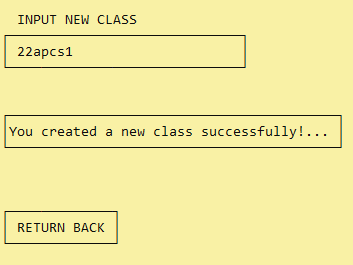 INPUT NEW CLASS
22apcs1
You created a new class successfully!...
RETURN BACK